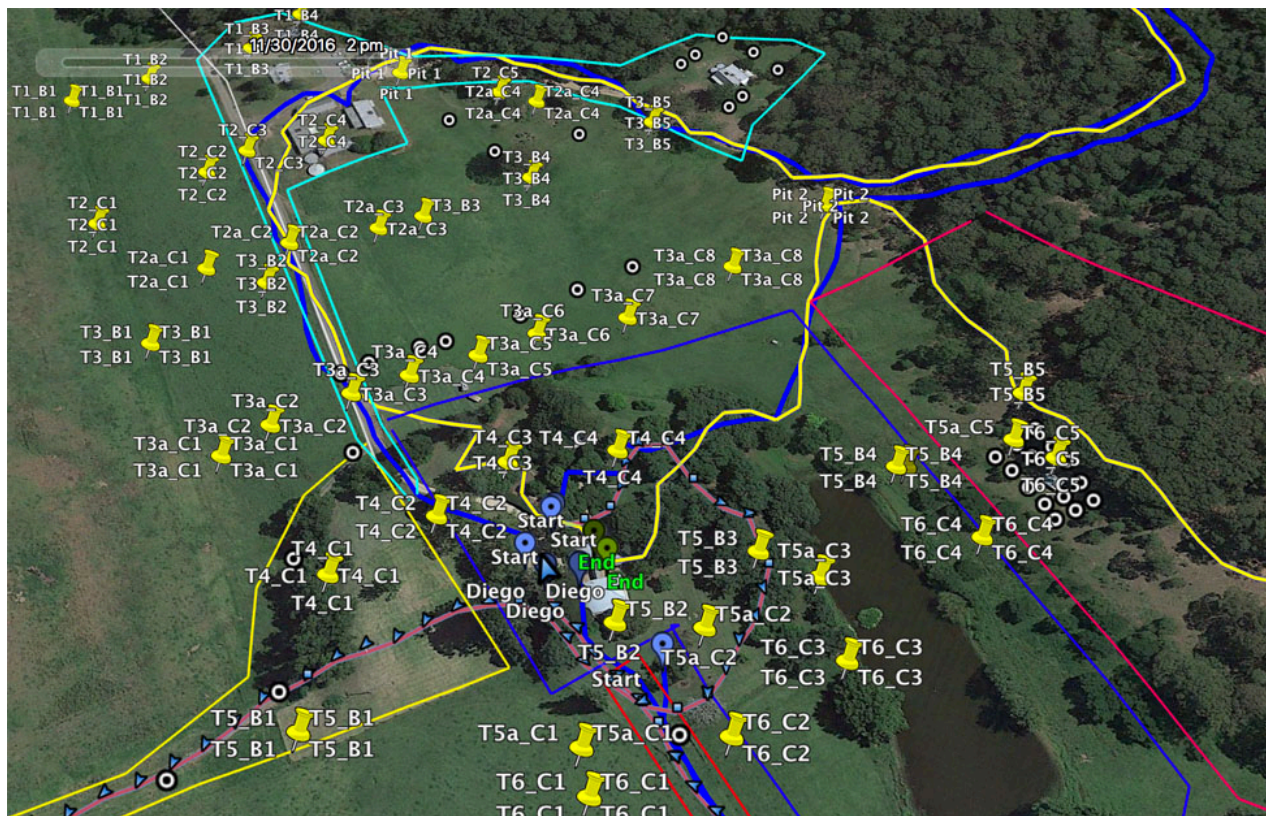 T1_B4
T1_B4
T1_B3
11/30/2016 2 pm
T1_B3
Pit 1
Pit 1 Pit 1
Pit 1
T1_B2
T1_B2
T1_B2
T1_B1 T1_B1
T1_B1 T1_B1
T2_C5
T2a_C4 T2a_C4
T2a_C4 T2a_C4
T3_B5
T3_B5
T3_B5
T2_C4
T2_C4
T2_C3
T2_C3
T2_C2
T2_C2
T2_C2
T3_B4
T3_B4
T3_B4
Pit 2 Pit 2
Pit 2 Pit 2
T2_C1
T2_C1
T2_C1
T2a_C3 T3_B3
T2a_C3
T2a_C2 T2a_C2
T2a_C2
T2a_C1
T2a_C1
T3_B2
T3_B2
T3_B2
T3a_C8 T3a_C8
T3a_C8 T3a_C8
T3a_C7
T3a_C7
T3a_C6
T3a_C6
T3_B1 T3_B1
T3_B1 T3_B1
T3a_C5
T3a_C5
T3a_C4
T3a_C4
T3a_C3
T3a_C3
T5_B5
T5_B5
T3a_C2
T3a_C2 T3a_C2
T3a_C1 T3a_C1
T3a_C1 T3a_C1
T4_C3
T4_C3
T4_C4 T4_C4
T4_C4
T5a_C5 T6_C5
T6_C5
T6_C5
T5_B4 T5_B4
T5_B4 T5_B4
T4_C2 T4_C2
T4_C2 T4_C2
Start
Start
Start
T6_C4 T6_C4
T6_C4 T6_C4
T4_C1
T4_C1 T4_C1
T4_C1
End
End
T5_B3
T5_B3
T5a_C3
T5a_C3
Diego Diego
Diego
T5_B2
T5_B2
Start
T5a_C2
T5a_C2
T6_C3 T6_C3
T6_C3 T6_C3
T5_B1 T5_B1
T5_B1 T5_B1
T5a_C1 T5a_C1
T6_C2
T6_C2
T6_C1 T6_C1
T6_C1 T6_C1